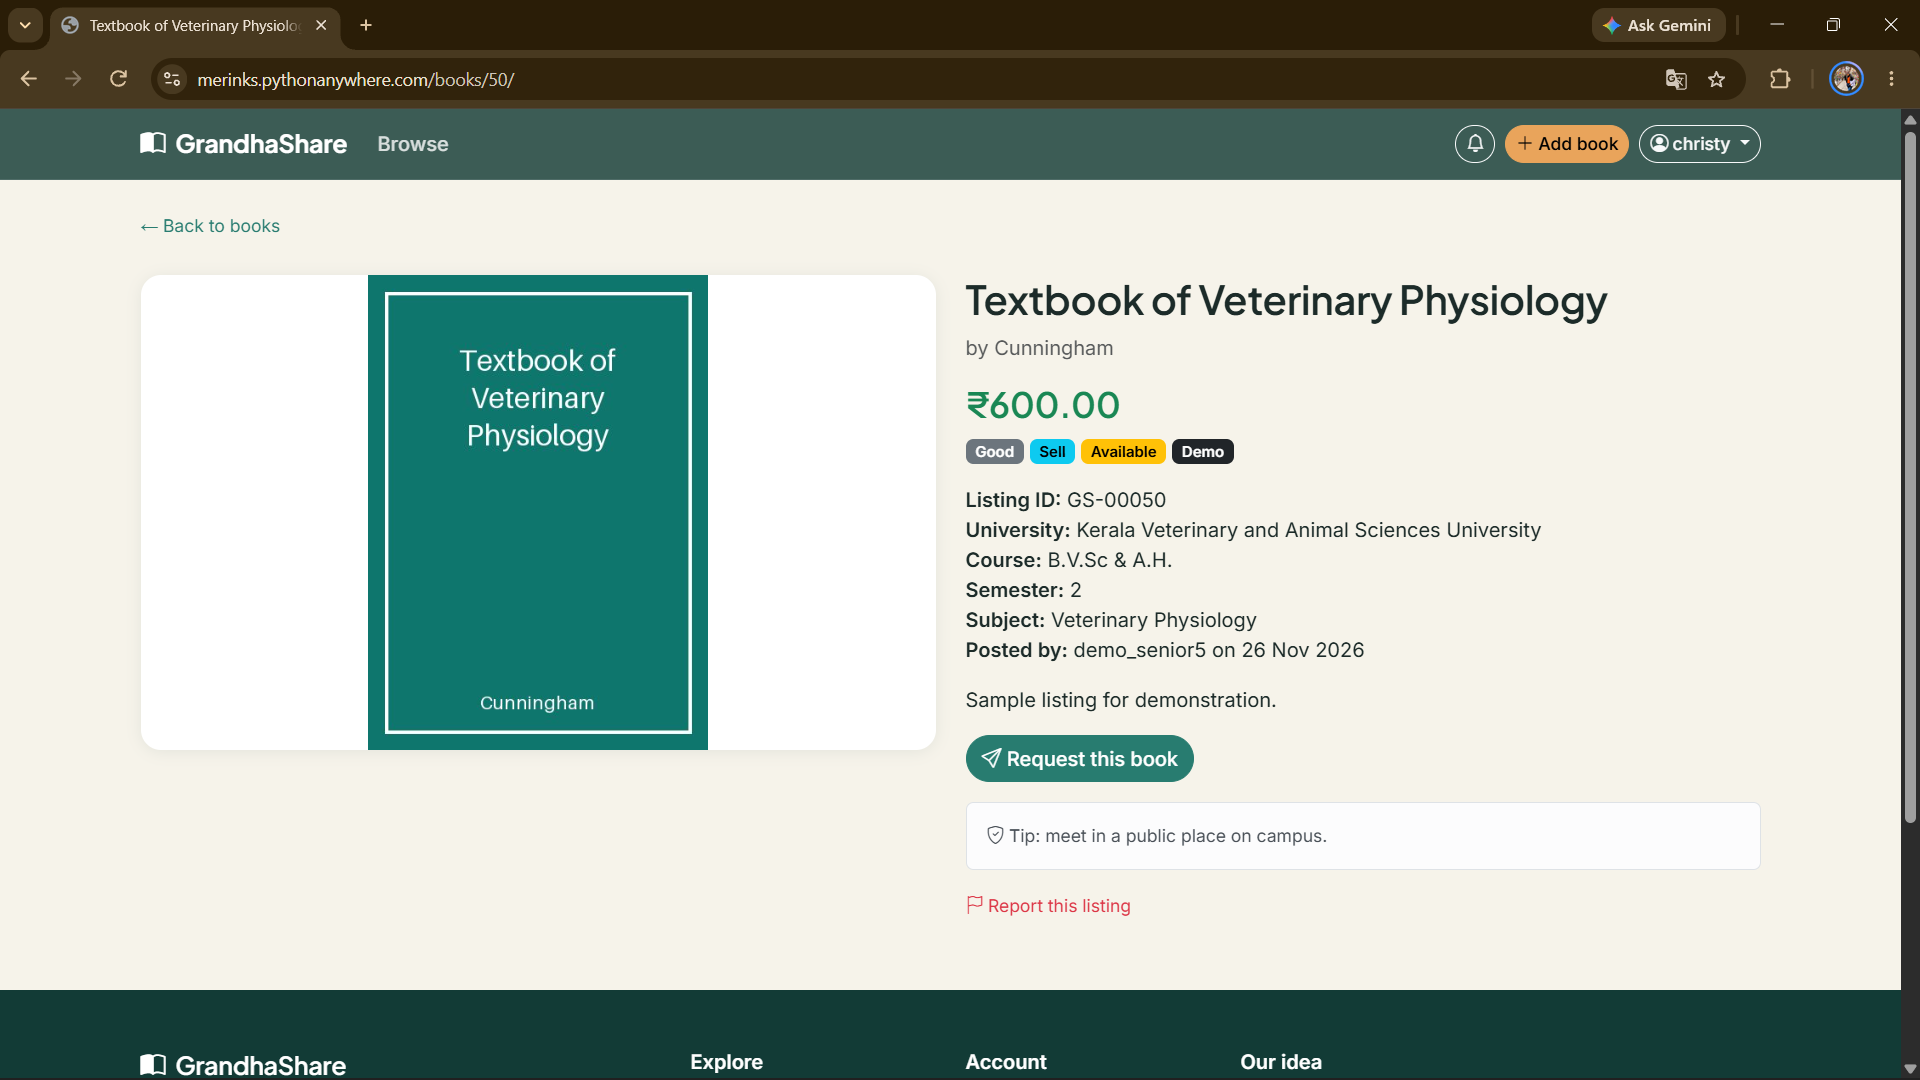 Textbook of Veterinary Physiolo
Ask Gemini
merinks.pythonanywhere.com/books/50/
GrandhaShare
Browse
+ Add book
christy
← Back to books
Textbook of
Veterinary
Physiology
Cunningham
Textbook of Veterinary Physiology
by Cunningham
₹600.00
Good Sell Available Demo
Listing ID: GS-00050
University: Kerala Veterinary and Animal Sciences University
Course: B.V.Sc & A.H.
Semester: 2
Subject: Veterinary Physiology
Posted by: demo_senior5 on 26 Nov 2026
Sample listing for demonstration.
Request this book
Tip: meet in a public place on campus.
Report this listing
GrandhaShare
Explore
Account
Our idea